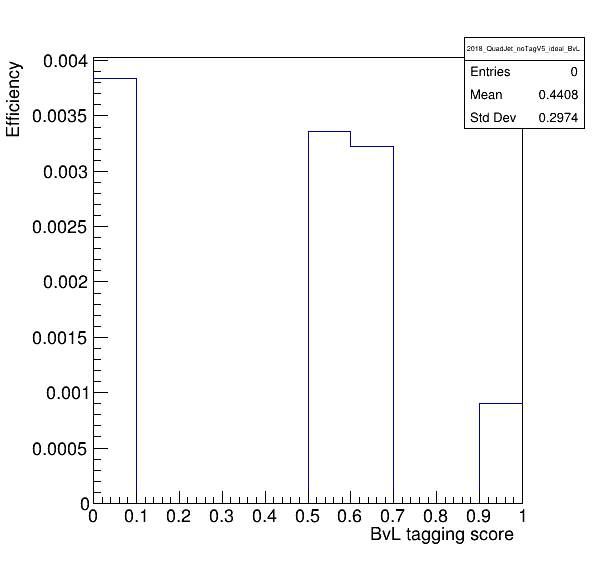 2018_QuadJet_noTagV5_ideal_BvL
Entries 0
Mean 0.4408
Std Dev 0.2974
Efficiency
0.004
0.0035
0.003
0.0025
0.002
0.0015
0.001
0.0005
0
0 0.1 0.2 0.3 0.4 0.5 0.6 0.7 0.8 0.9 1
BvL tagging score